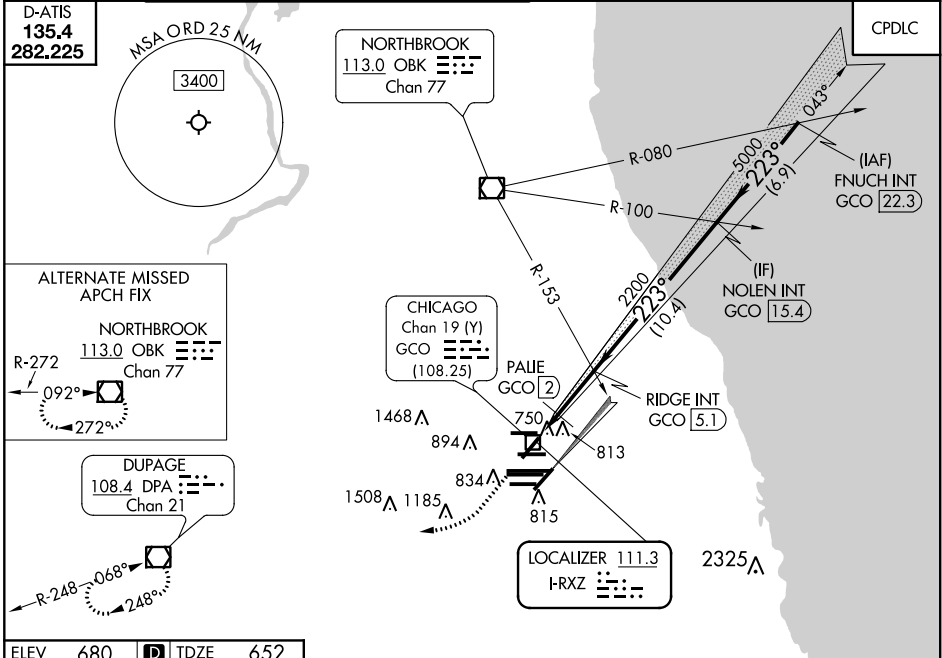 D-ATIS
135.4
282.225
MSA ORD 25 NM
3400
NORTHBROOK
113.0 OBK
Chan 77
CPDLC
R-080
R-100
R-153
5000
223°
(6.9)
043°
(IAF)
FNUCH INT
GCO 22.3
(IF)
NOLEN INT
GCO 15.4
2200
223°
(10.4)
ALTERNATE MISSED
APCH FIX
NORTHBROOK
113.0 OBK
Chan 77
R-272
092°
272°
CHICAGO
Chan 19 (Y)
GCO
(108.25)
PALIE
GCO 2
RIDGE INT
GCO 5.1
1468
894
750
813
834
1508
1185
815
DUPAGE
108.4 DPA
Chan 21
R-248
068°
248°
LOCALIZER 111.3
I-RXZ
2325
ELEV 680 D TDZE 652